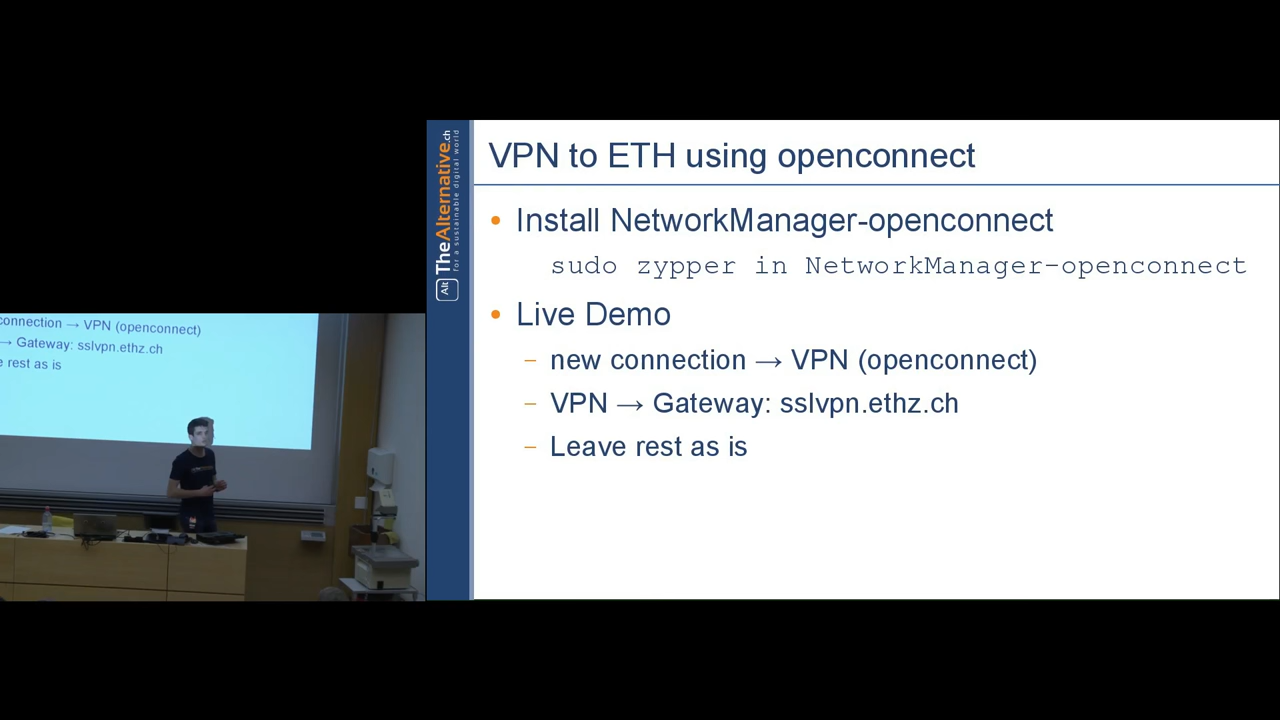 VPN to ETH using openconnect
• Install NetworkManager-openconnect
sudo zypper in NetworkManager-openconnect
• Live Demo
– new connection → VPN (openconnect)
– VPN → Gateway: sslvpn.ethz.ch
– Leave rest as is
Alt TheAlternative.ch
for a sustainable digital world
connection → VPN (openconnect)
→ Gateway: sslvpn.ethz.ch
rest as is